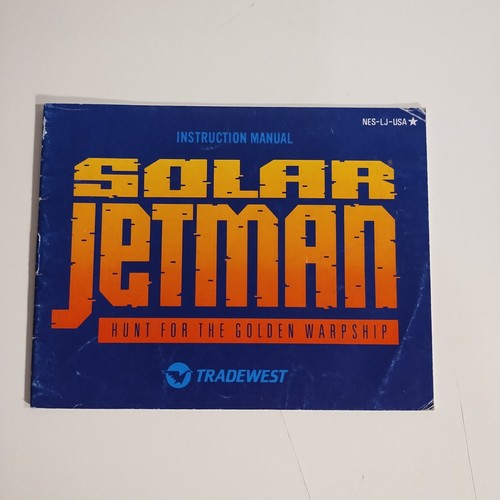 NES-LJ-USA★
INSTRUCTION MANUAL
SOLAR
JETMAN
HUNT FOR THE GOLDEN WARPSHIP
TRADEWEST